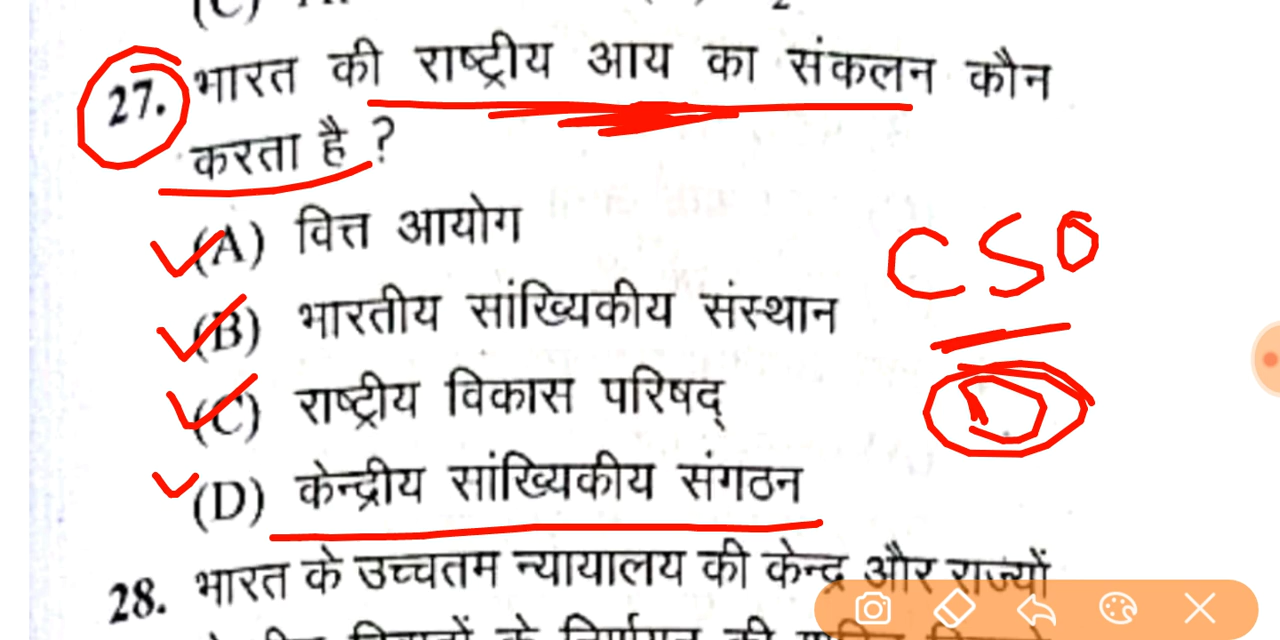 27. भारत की राष्ट्रीय आय का संकलन कौन
करता है ?
(A) वित्त आयोग
(B) भारतीय सांख्यिकीय संस्थान
CSO
(C) राष्ट्रीय विकास परिषद्
D
(D) केन्द्रीय सांख्यिकीय संगठन
28. भारत के उच्चतम न्यायालय की केन्द्र और राज्यों